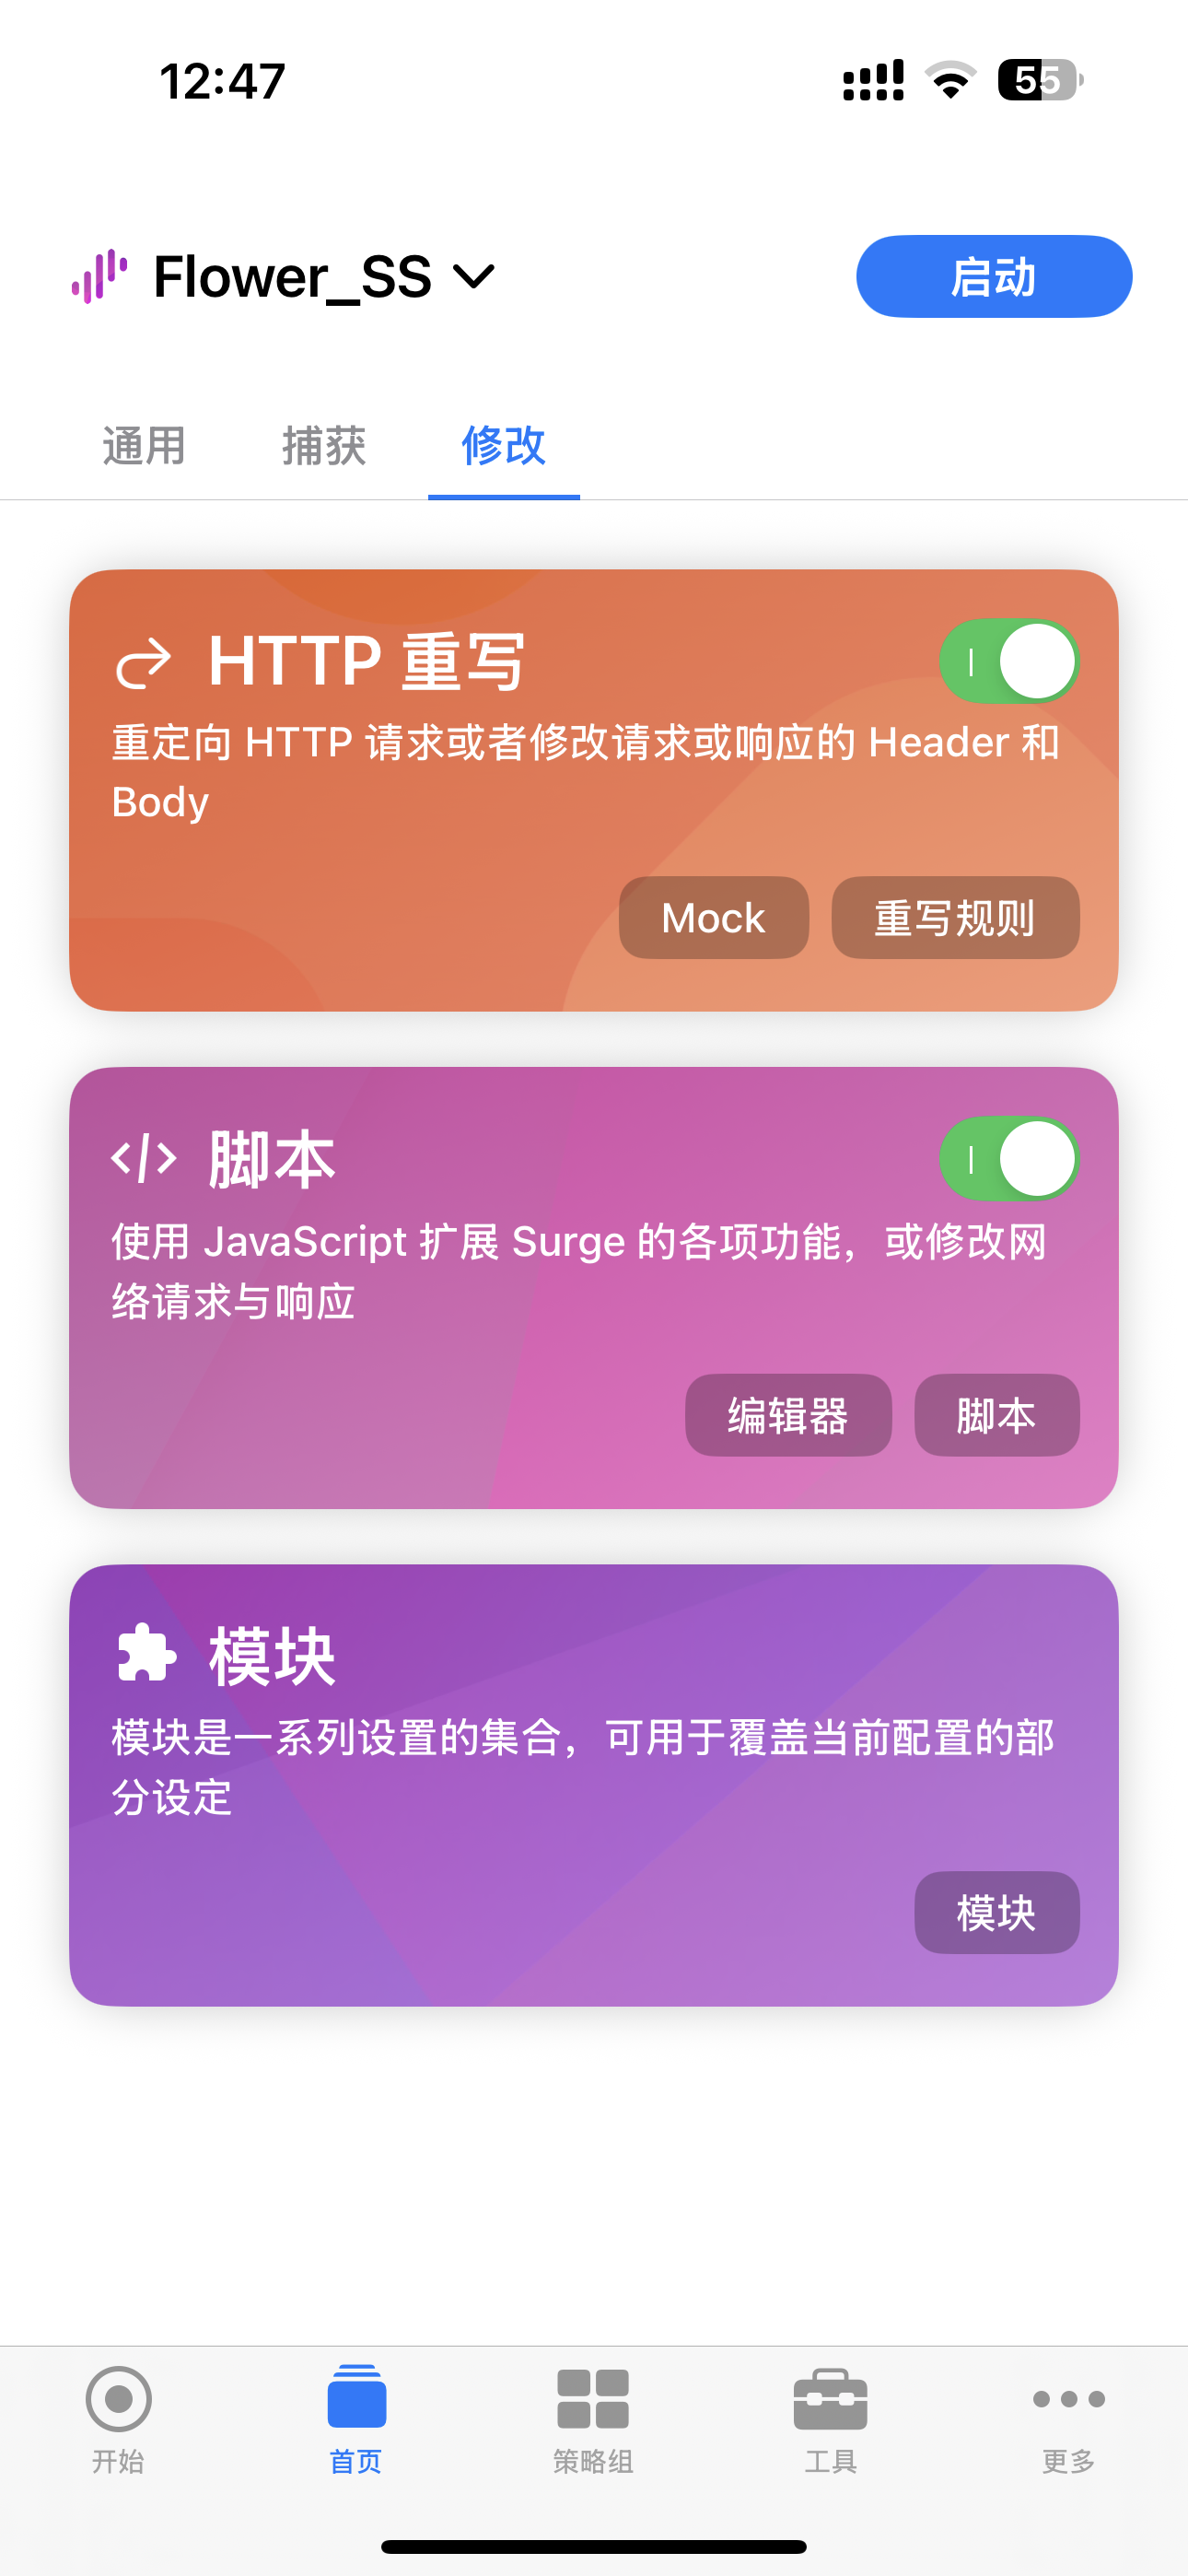 12:47
55
Flower_SS
启动
通用
捕获
修改
HTTP 重写
重定向 HTTP 请求或者修改请求或响应的 Header 和
Body
Mock
重写规则
脚本
使用 JavaScript 扩展 Surge 的各项功能，或修改网
络请求与响应
编辑器
脚本
模块
模块是一系列设置的集合，可用于覆盖当前配置的部
分设定
模块
开始
首页
策略组
工具
更多